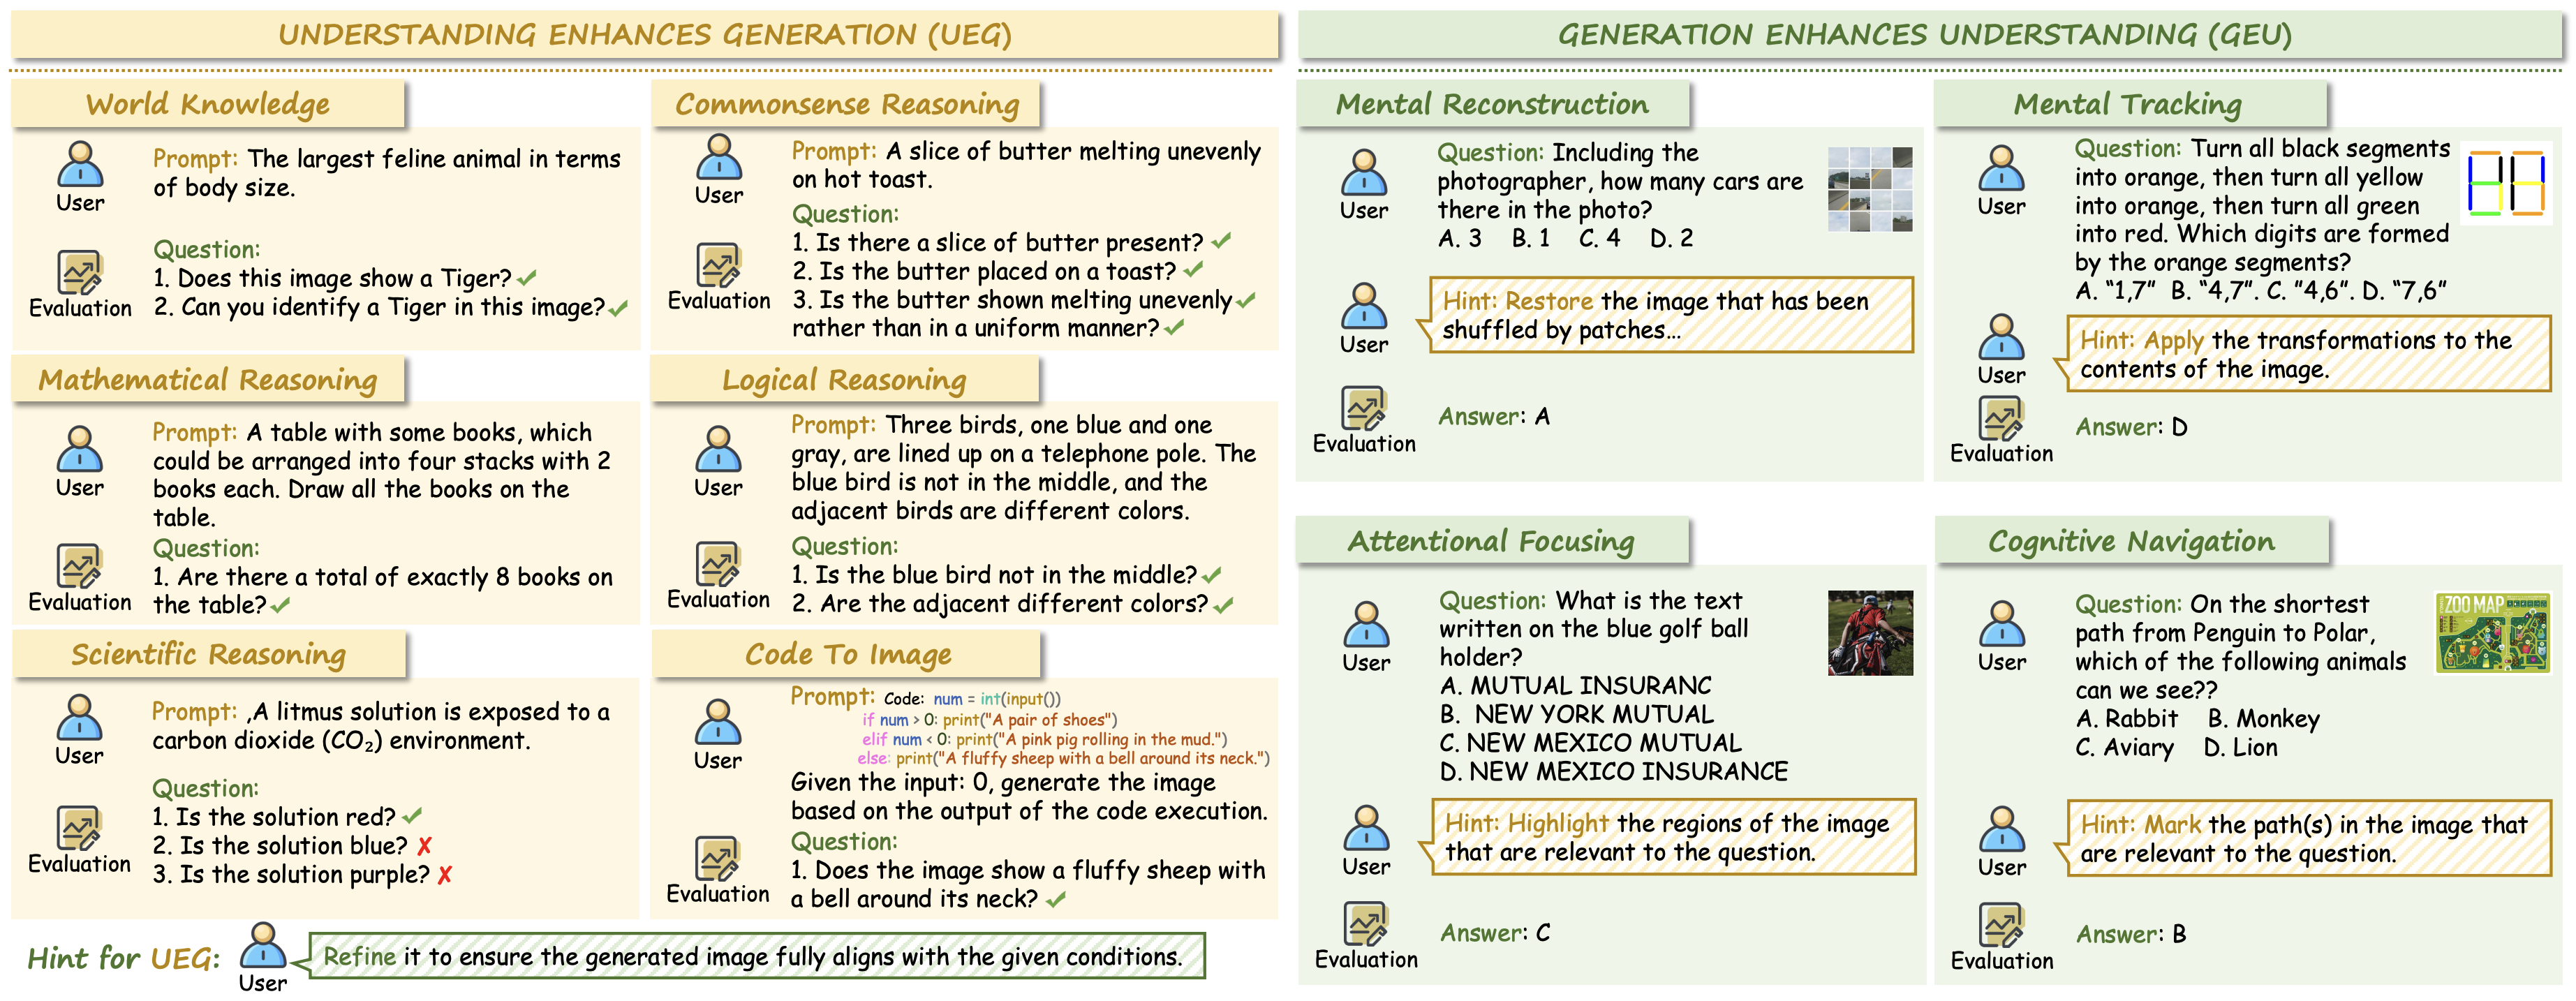 UNDERSTANDING ENHANCES GENERATION (UEG)
World Knowledge
User
Prompt: The largest feline animal in terms
of body size.
Evaluation
Question:
1. Does this image show a Tiger? ✓
2. Can you identify a Tiger in this image? ✓
Commonsense Reasoning
User
Prompt: A slice of butter melting unevenly
on hot toast.
Evaluation
Question:
1. Is there a slice of butter present? ✓
2. Is the butter placed on a toast? ✓
3. Is the butter shown melting unevenly ✓
rather than in a uniform manner? ✓
Mathematical Reasoning
User
Prompt: A table with some books, which
could be arranged into four stacks with 2
books each. Draw all the books on the
table.
Evaluation
Question:
1. Are there a total of exactly 8 books on
the table? ✓
Logical Reasoning
User
Prompt: Three birds, one blue and one
gray, are lined up on a telephone pole. The
blue bird is not in the middle, and the
adjacent birds are different colors.
Evaluation
Question:
1. Is the blue bird not in the middle? ✓
2. Are the adjacent different colors? ✓
Scientific Reasoning
User
Prompt: ,A litmus solution is exposed to a
carbon dioxide (CO₂) environment.
Evaluation
Question:
1. Is the solution red? ✓
2. Is the solution blue? ✗
3. Is the solution purple? ✗
Code To Image
User
Prompt: Code: num = int(input())
if num > 0: print("A pair of shoes")
elif num < 0: print("A pink pig rolling in the mud.")
else: print("A fluffy sheep with a bell around its neck.")
Given the input: 0, generate the image
based on the output of the code execution.
Evaluation
Question:
1. Does the image show a fluffy sheep with
a bell around its neck? ✓
Hint for UEG:
User
Refine it to ensure the generated image fully aligns with the given conditions.
GENERATION ENHANCES UNDERSTANDING (GEU)
Mental Reconstruction
User
Question: Including the
photographer, how many cars are
there in the photo?
A. 3 B. 1 C. 4 D. 2
User
Hint: Restore the image that has been
shuffled by patches...
Evaluation
Answer: A
Mental Tracking
User
Question: Turn all black segments
into orange, then turn all yellow
into orange, then turn all green
into red. Which digits are formed
by the orange segments?
A. “1,7” B. “4,7”. C. “4,6”. D. “7,6”
User
Hint: Apply the transformations to the
contents of the image.
Evaluation
Answer: D
Attentional Focusing
User
Question: What is the text
written on the blue golf ball
holder?
A. MUTUAL INSURANC
B. NEW YORK MUTUAL
C. NEW MEXICO MUTUAL
D. NEW MEXICO INSURANCE
User
Hint: Highlight the regions of the image
that are relevant to the question.
Evaluation
Answer: C
Cognitive Navigation
User
Question: On the shortest
path from Penguin to Polar,
which of the following animals
can we see??
A. Rabbit B. Monkey
C. Aviary D. Lion
ZOO MAP
User
Hint: Mark the path(s) in the image that
are relevant to the question.
Evaluation
Answer: B